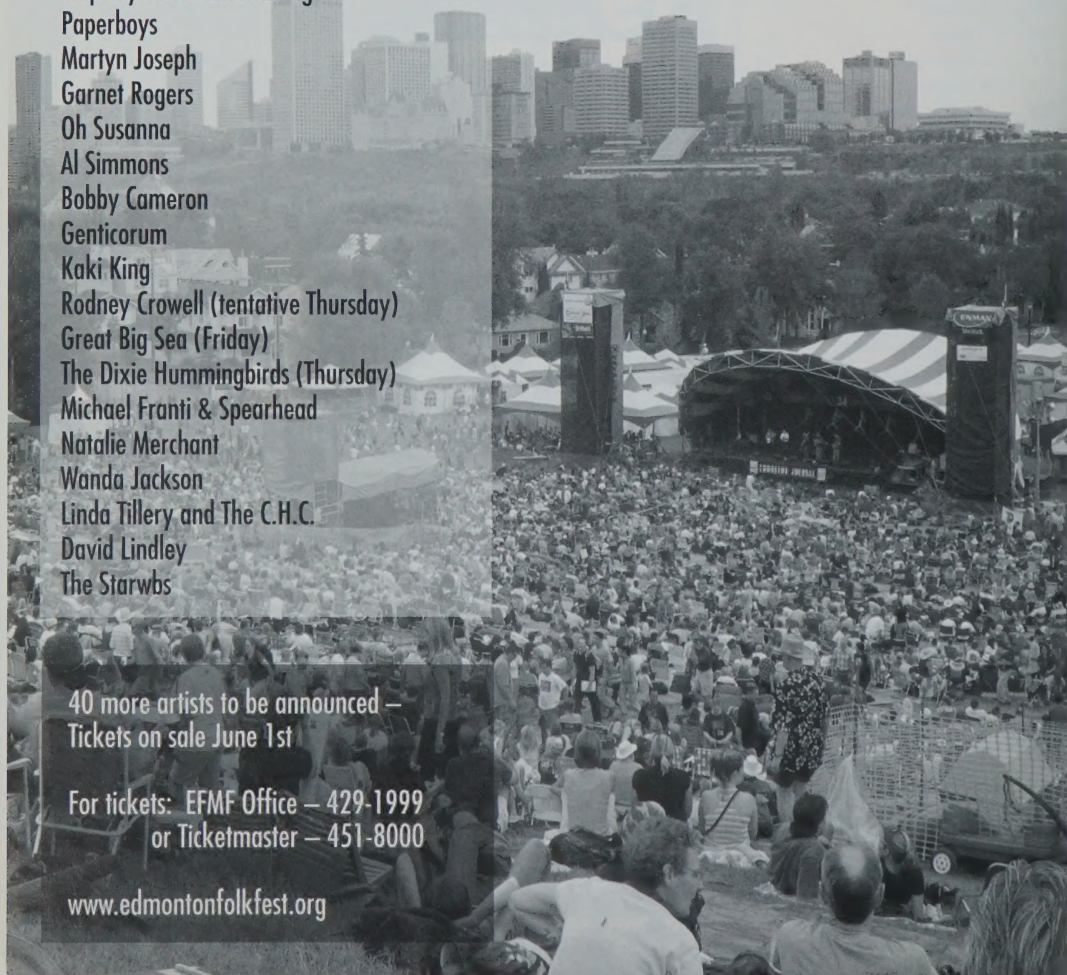 Paperboys
Martyn Joseph
Garnet Rogers
Oh Susanna
Al Simmons
Bobby Cameron
Genticorum
Kaki King
Rodney Crowell (tentative Thursday)
Great Big Sea (Friday)
The Dixie Hummingbirds (Thursday)
Michael Franti & Spearhead
Natalie Merchant
Wanda Jackson
Linda Tillery and The C.H.C.
David Lindley
The Starwbs
ENMAX
EDMONTON JOURNAL
40 more artists to be announced –
Tickets on sale June 1st
For tickets: EFMF Office – 429-1999
or Ticketmaster – 451-8000
www.edmontonfolkfest.org